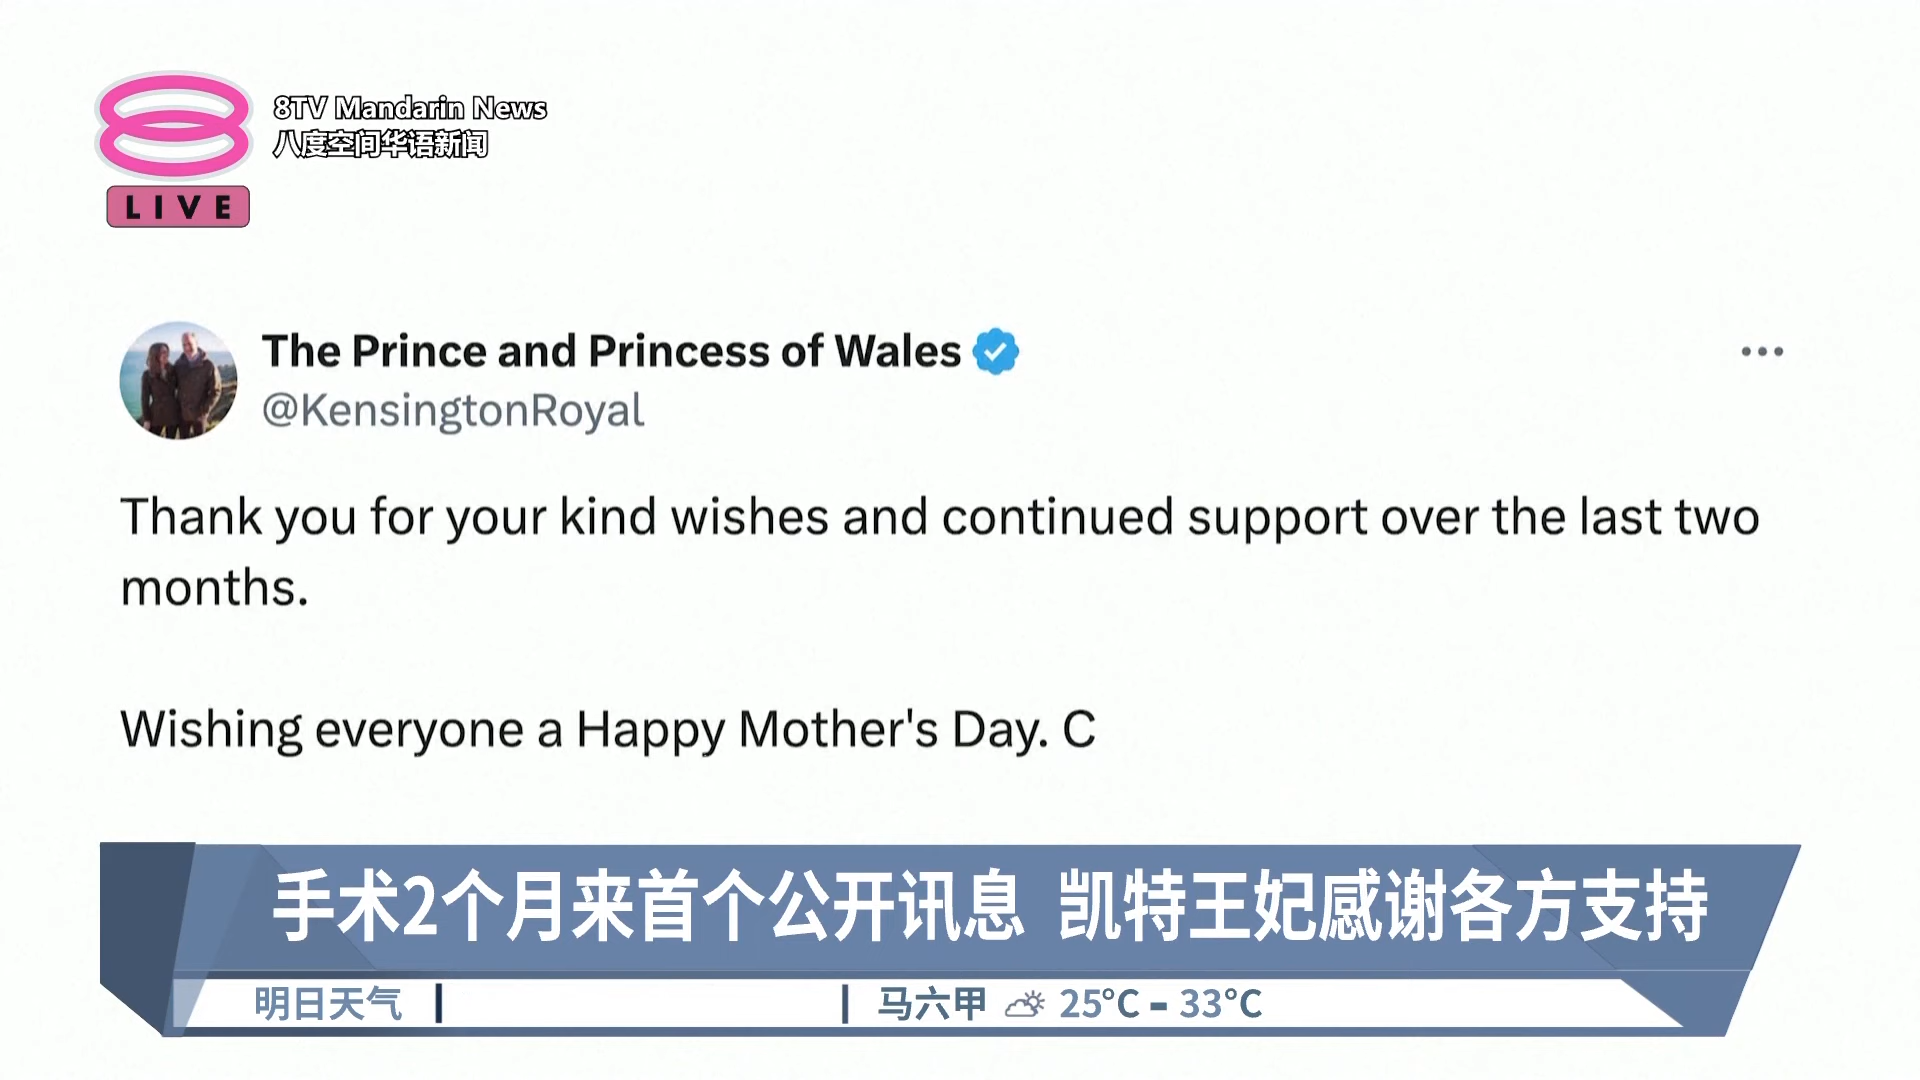 8TV Mandarin News
八度空间华语新闻
LIVE
The Prince and Princess of Wales
@KensingtonRoyal
Thank you for your kind wishes and continued support over the last two
months.
Wishing everyone a Happy Mother's Day. C
手术2个月来首个公开讯息 凯特王妃感谢各方支持
明日天气 | | 马六甲 25°C - 33°C